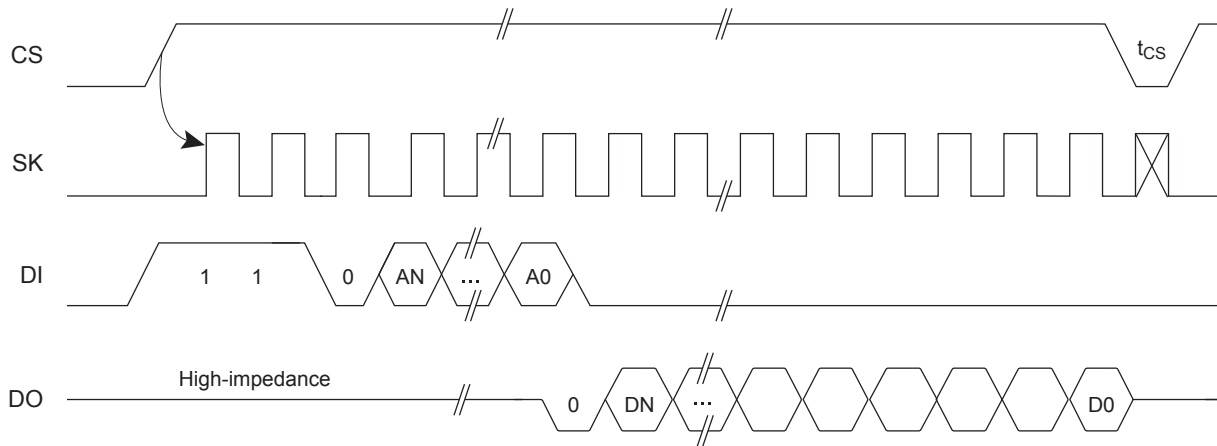 CS
tCS
SK
DI
1 1 0 AN ... A0
High-impedance
DO
0 DN ... D0